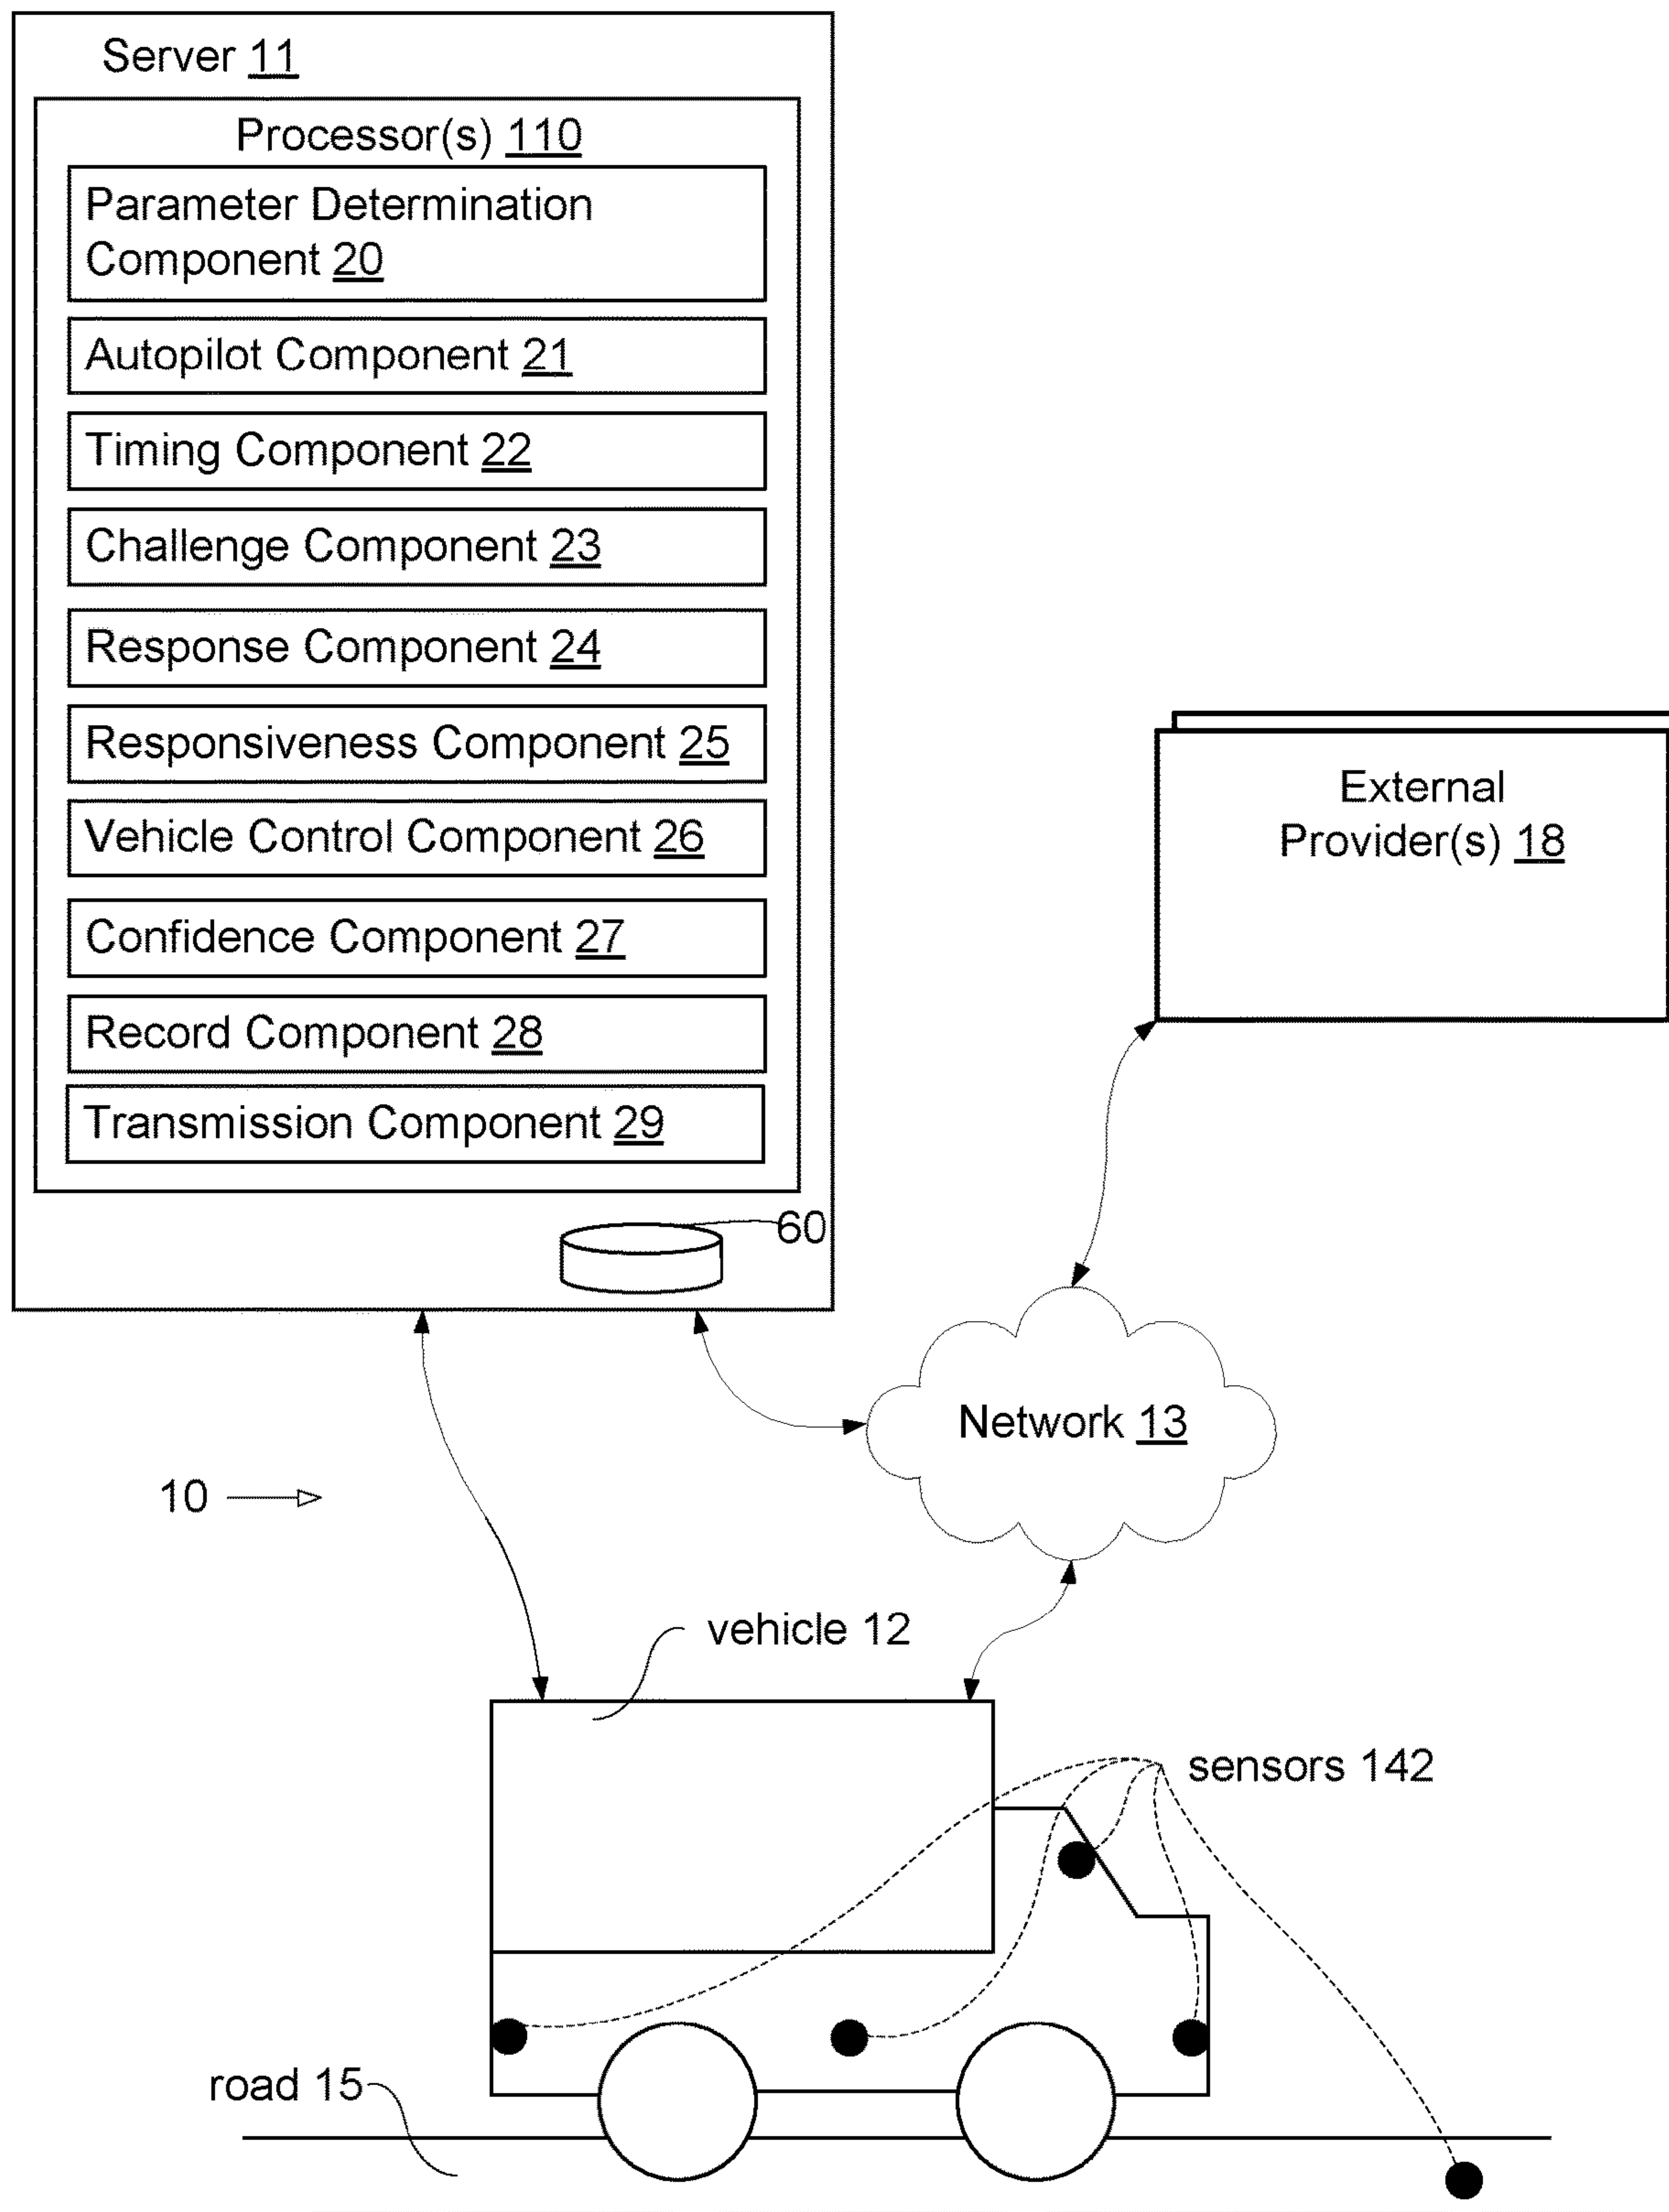 Server 11
Processor(s) 110
Parameter Determination
Component 20
Autopilot Component 21
Timing Component 22
Challenge Component 23
Response Component 24
Responsiveness Component 25
Vehicle Control Component 26
Confidence Component 27
Record Component 28
Transmission Component 29
60
External
Provider(s) 18
Network 13
10
vehicle 12
sensors 142
road 15